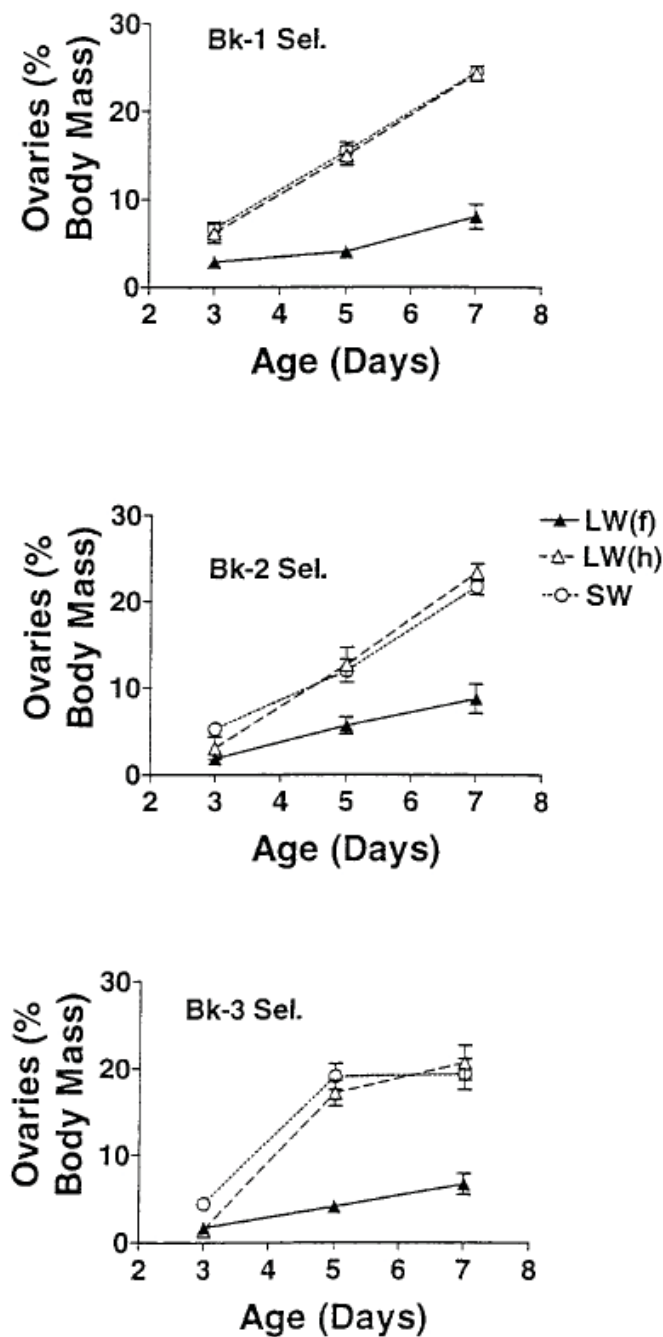 Bk-1 Sel.
Ovaries (%
Body Mass)
30
20
10
0
2 3 4 5 6 7 8
Age (Days)
Bk-2 Sel.
Ovaries (%
Body Mass)
30
20
10
0
2 3 4 5 6 7 8
Age (Days)
LW(f)
LW(h)
SW
Bk-3 Sel.
Ovaries (%
Body Mass)
30
20
10
0
2 3 4 5 6 7 8
Age (Days)